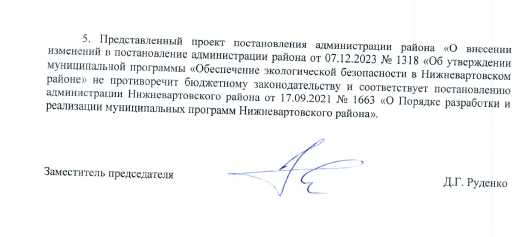 5. Представленный проект постановления администрации района «О внесении
изменений в постановление администрации района от 07.12.2023 № 1318 «Об утверждении
муниципальной программы «Обеспечение экологической безопасности в Нижневартовском
районе» не противоречит бюджетному законодательству и соответствует постановлению
администрации Нижневартовского района от 17.09.2021 № 1663 «О Порядке разработки и
реализации муниципальных программ Нижневартовского района».
Заместитель председателя
Д.Г. Руденко